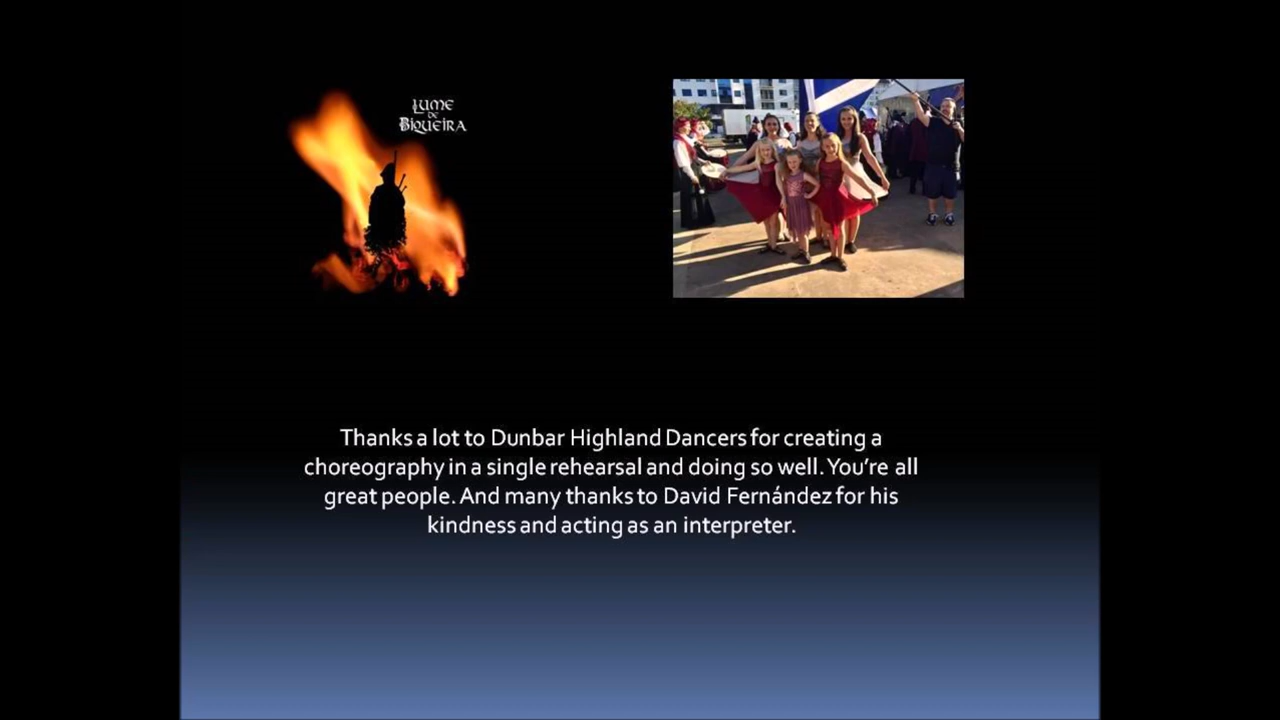 LUME
DE
BIQUEIRA
Thanks a lot to Dunbar Highland Dancers for creating a
choreography in a single rehearsal and doing so well. You’re all
great people. And many thanks to David Fernández for his
kindness and acting as an interpreter.